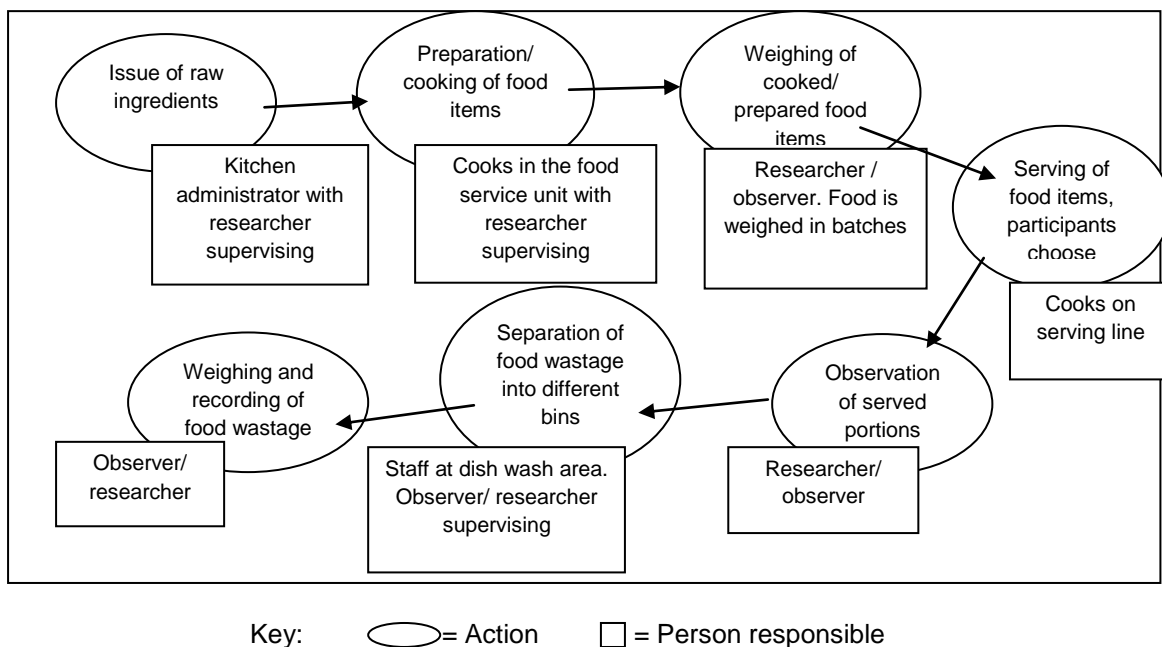 Issue of raw
ingredients
Kitchen
administrator with
researcher
supervising
Preparation/
cooking of food
items
Cooks in the food
service unit with
researcher
supervising
Weighing of
cooked/
prepared food
items
Researcher /
observer. Food is
weighed in batches
Serving of
food items,
participants
choose
Cooks on
serving line
Observation
of served
portions
Researcher/
observer
Separation of
food wastage
into different
bins
Staff at dish wash area.
Observer/ researcher
supervising
Weighing and
recording of
food wastage
Observer/
researcher
Key: = Action = Person responsible